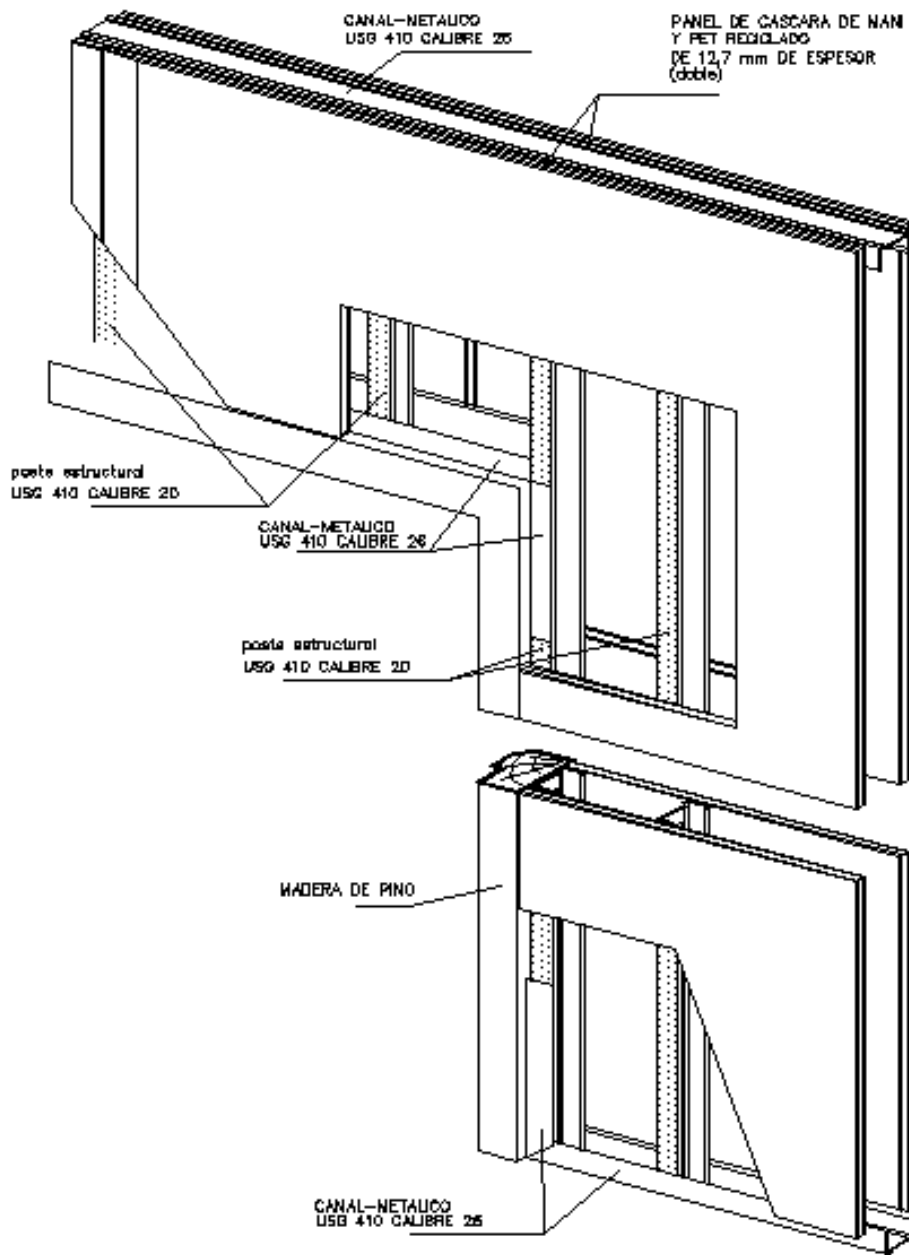 CANAL-METALICO
USG 410 CALIBRE 26
PANEL DE CASCARA DE MANI
Y PET RECICLADO
DE 12,7 mm DE ESPESOR
(doble)
poste estructural
USG 410 CALIBRE 20
CANAL-METALICO
USG 410 CALIBRE 26
poste estructural
USG 410 CALIBRE 20
MADERA DE PINO
CANAL-METALICO
USG 410 CALIBRE 26